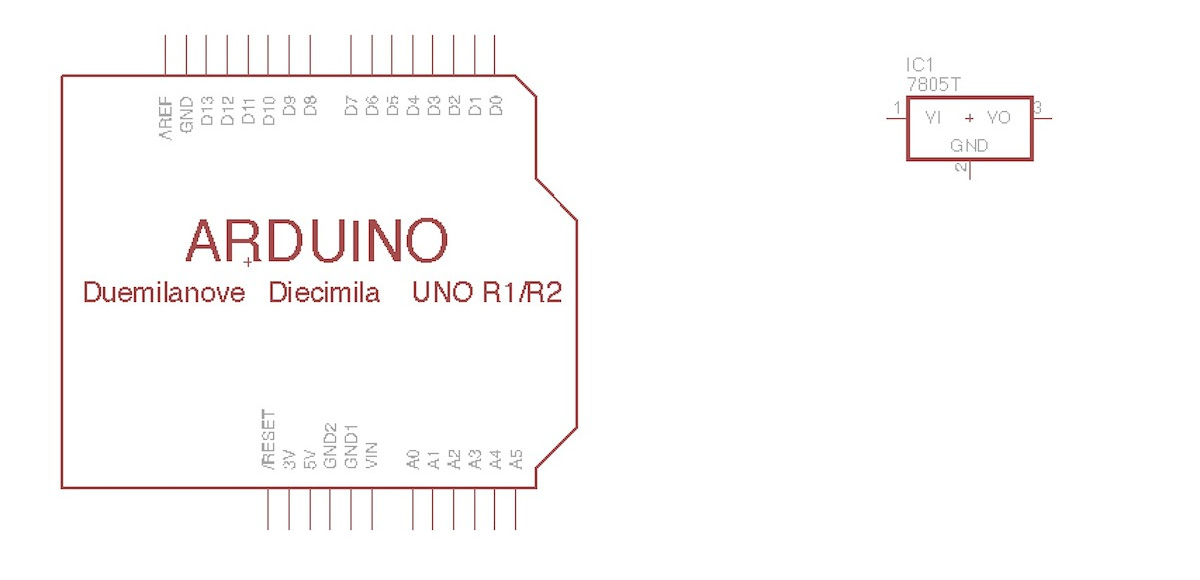 AREF
GND
D13
D12
D11
D10
D9
D8
D7
D6
D5
D4
D3
D2
D1
D0
ARDUINO
Duemilanove Diecimila UNO R1/R2
/RESET
3V
5V
GND2
GND1
VIN
A0
A1
A2
A3
A4
A5
IC1
7805T
1
VI + VO
3
GND
2